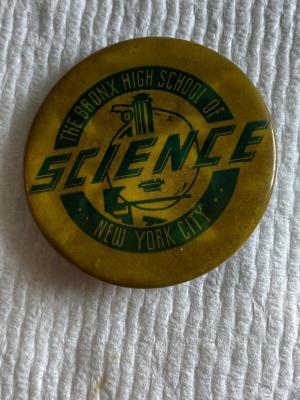 THE BRONX HIGH SCHOOL OF
SCIENCE
NEW YORK CITY